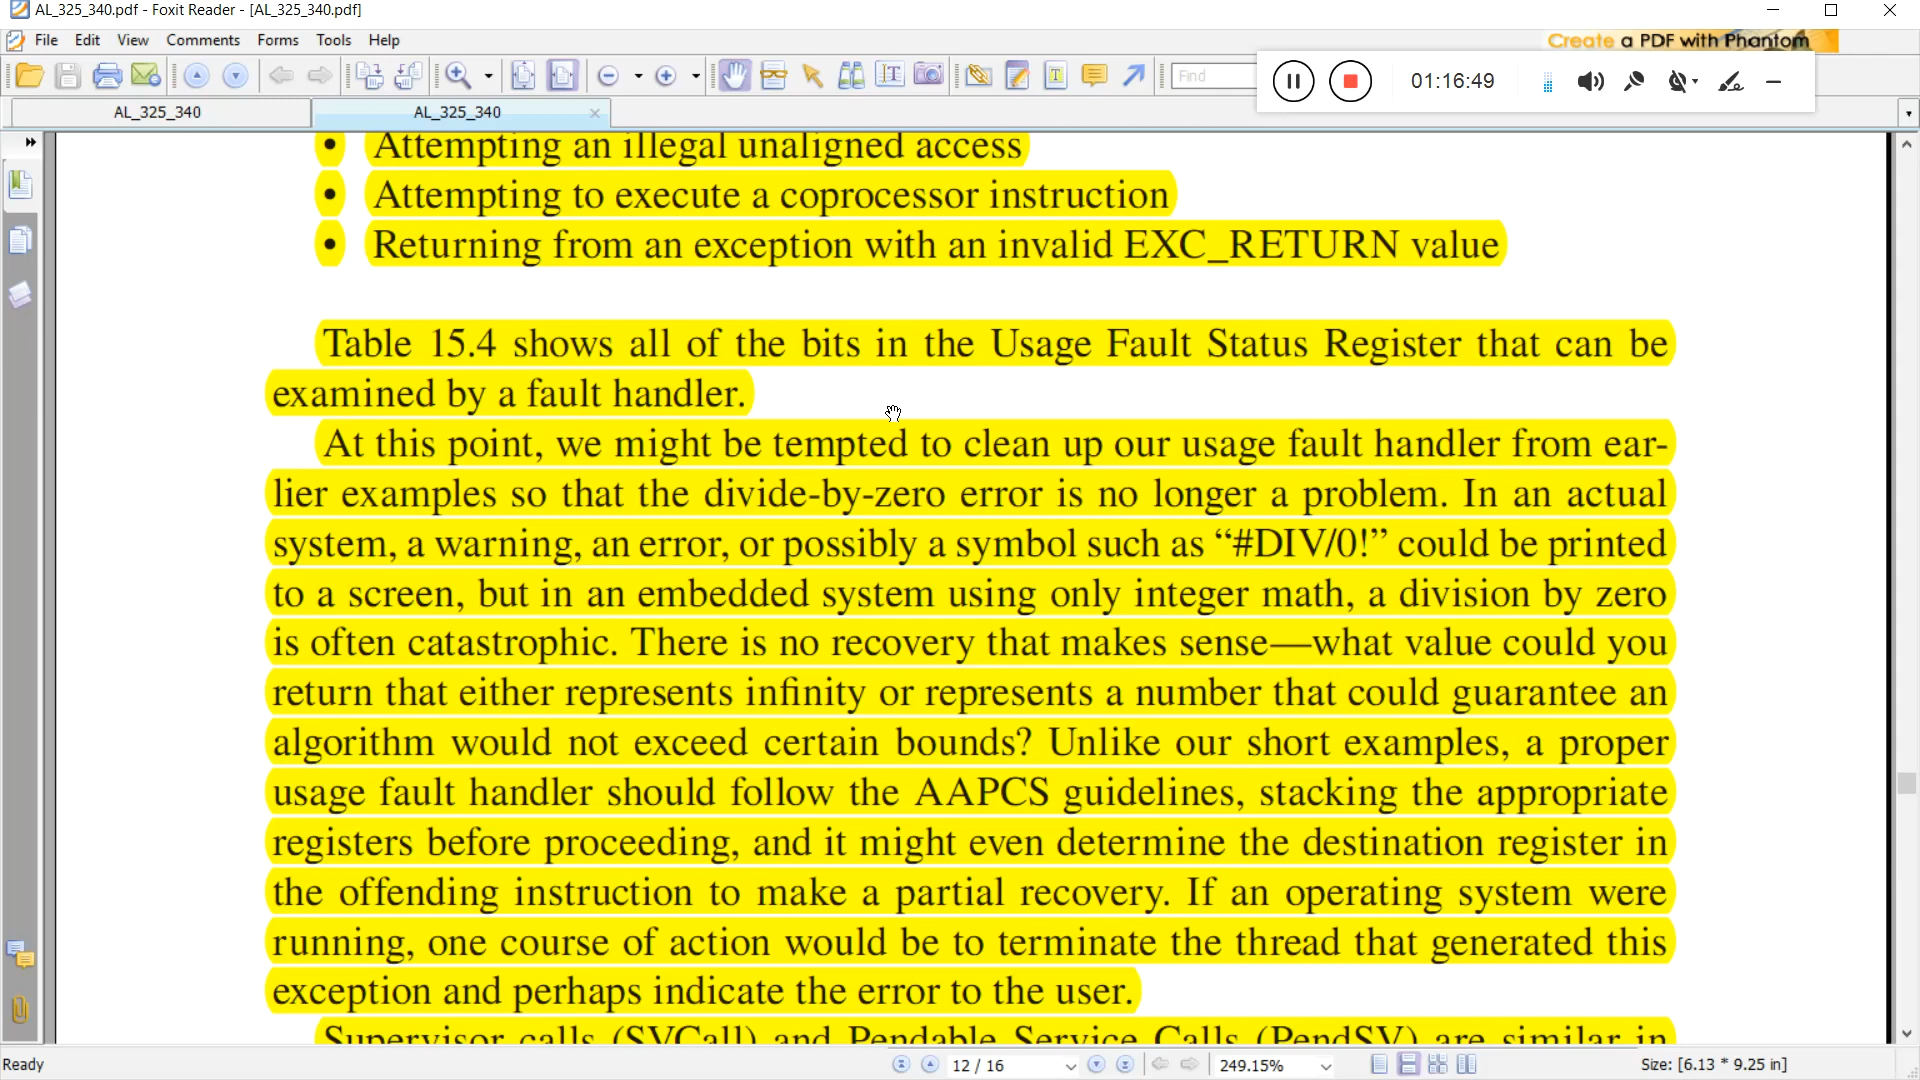 AL_325_340.pdf - Foxit Reader - [AL_325_340.pdf]
File Edit View Comments Forms Tools Help
Create a PDF with Phantom
Find
01:16:49
AL_325_340 AL_325_340
• Attempting an illegal unaligned access
• Attempting to execute a coprocessor instruction
• Returning from an exception with an invalid EXC_RETURN value
Table 15.4 shows all of the bits in the Usage Fault Status Register that can be
examined by a fault handler.
At this point, we might be tempted to clean up our usage fault handler from ear-
lier examples so that the divide-by-zero error is no longer a problem. In an actual
system, a warning, an error, or possibly a symbol such as “#DIV/0!” could be printed
to a screen, but in an embedded system using only integer math, a division by zero
is often catastrophic. There is no recovery that makes sense—what value could you
return that either represents infinity or represents a number that could guarantee an
algorithm would not exceed certain bounds? Unlike our short examples, a proper
usage fault handler should follow the AAPCS guidelines, stacking the appropriate
registers before proceeding, and it might even determine the destination register in
the offending instruction to make a partial recovery. If an operating system were
running, one course of action would be to terminate the thread that generated this
exception and perhaps indicate the error to the user.
Supervisor calls (SVCall) and Pendable Service Calls (PendSV) are similar in
Ready
12 / 16
249.15%
Size: [6.13 * 9.25 in]